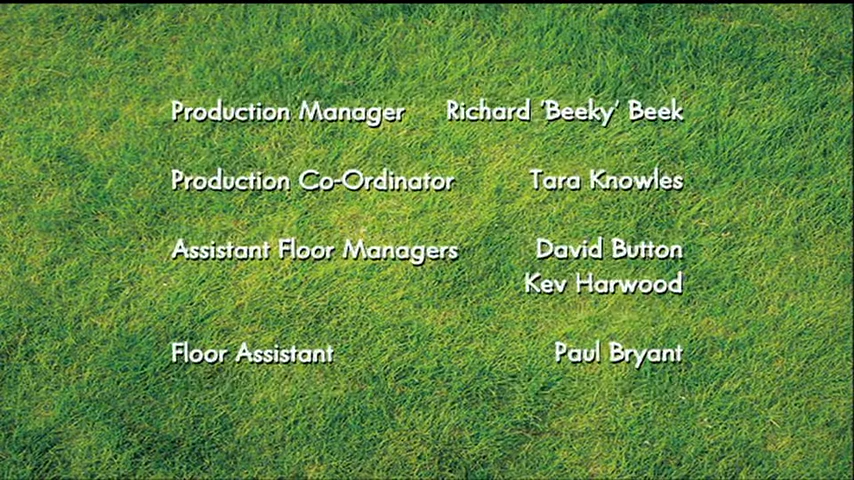 Production Manager Richard 'Beeky' Beek
Production Co-Ordinator Tara Knowles
Assistant Floor Managers David Button
Kev Harwood
Floor Assistant Paul Bryant